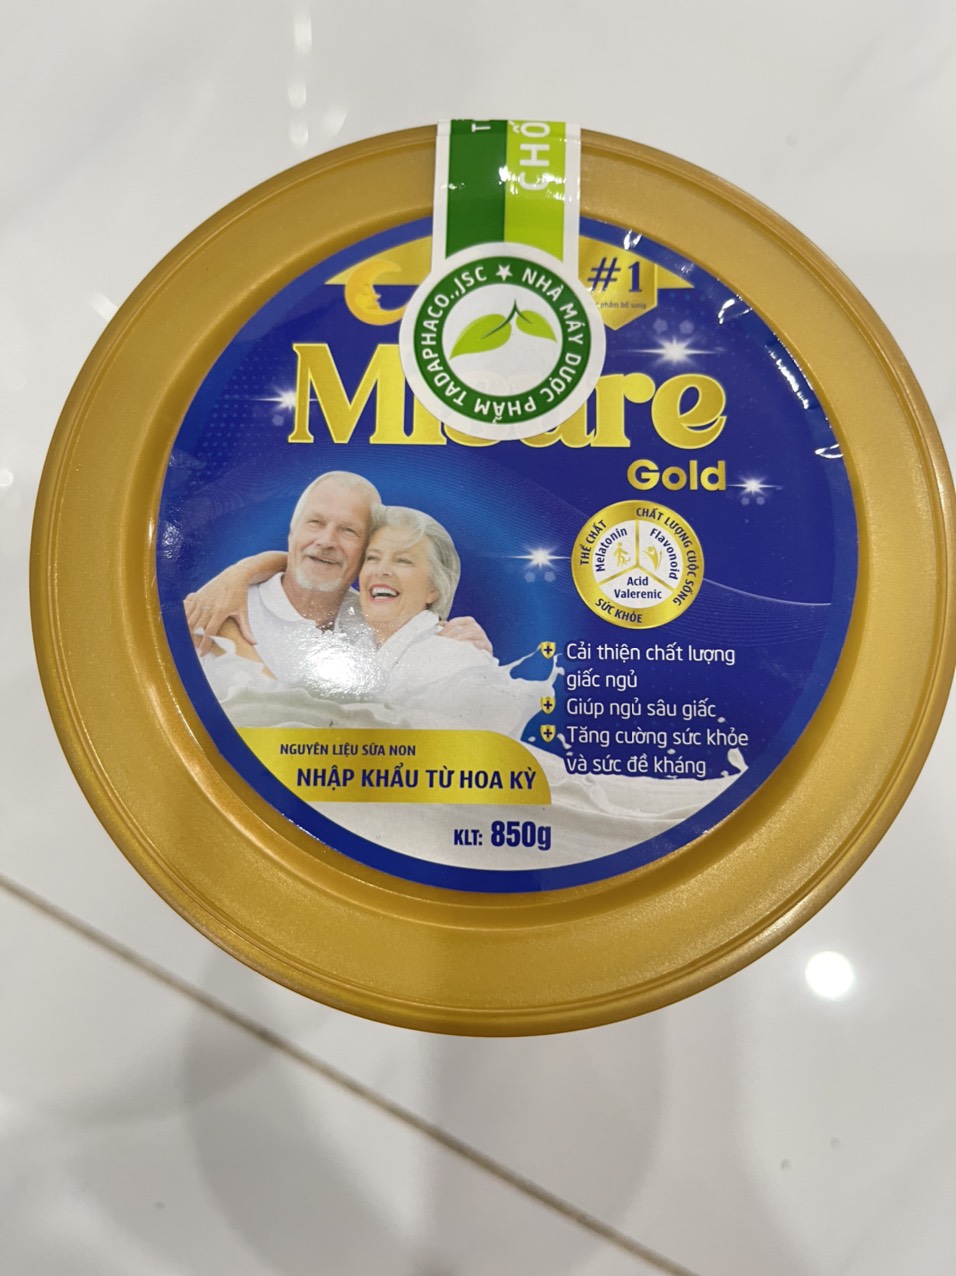 CHỐ
TADAPHACO.,JSC ★ NHÀ MÁY DƯỢC PHẨM
#1
Gold
THỂ CHẤT
CHẤT LƯỢNG CUỘC SỐNG
SỨC KHỎE
Melatonin
Flavonoid
Acid
Valerenic
Cải thiện chất lượng
giấc ngủ
Giúp ngủ sâu giấc
Tăng cường sức khỏe
và sức đề kháng
NGUYÊN LIỆU SỮA NON
NHẬP KHẨU TỪ HOA KỲ
KLT: 850g